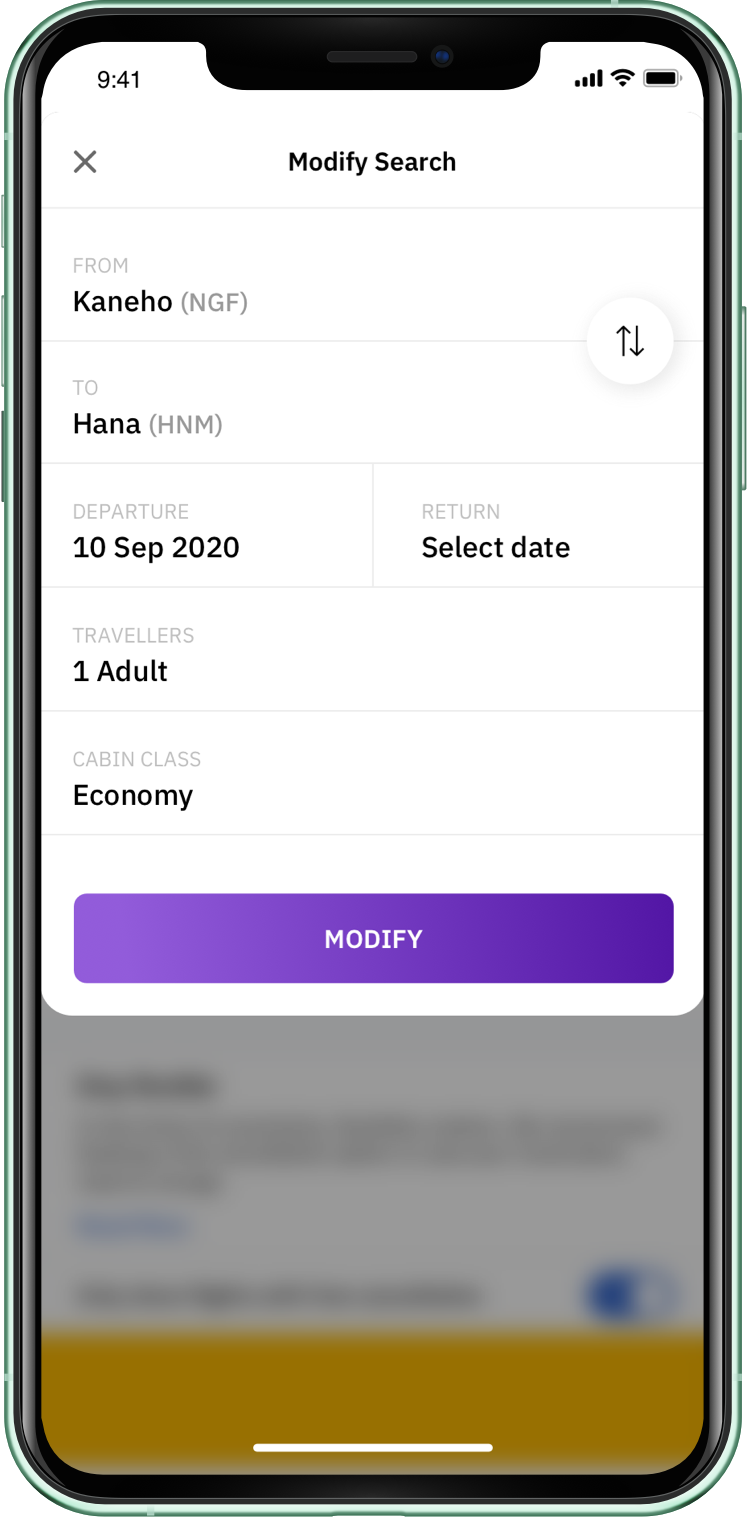 9:41
Modify Search
FROM
Kaneho (NGF)
TO
Hana (HNM)
DEPARTURE
10 Sep 2020
RETURN
Select date
TRAVELLERS
1 Adult
CABIN CLASS
Economy
MODIFY